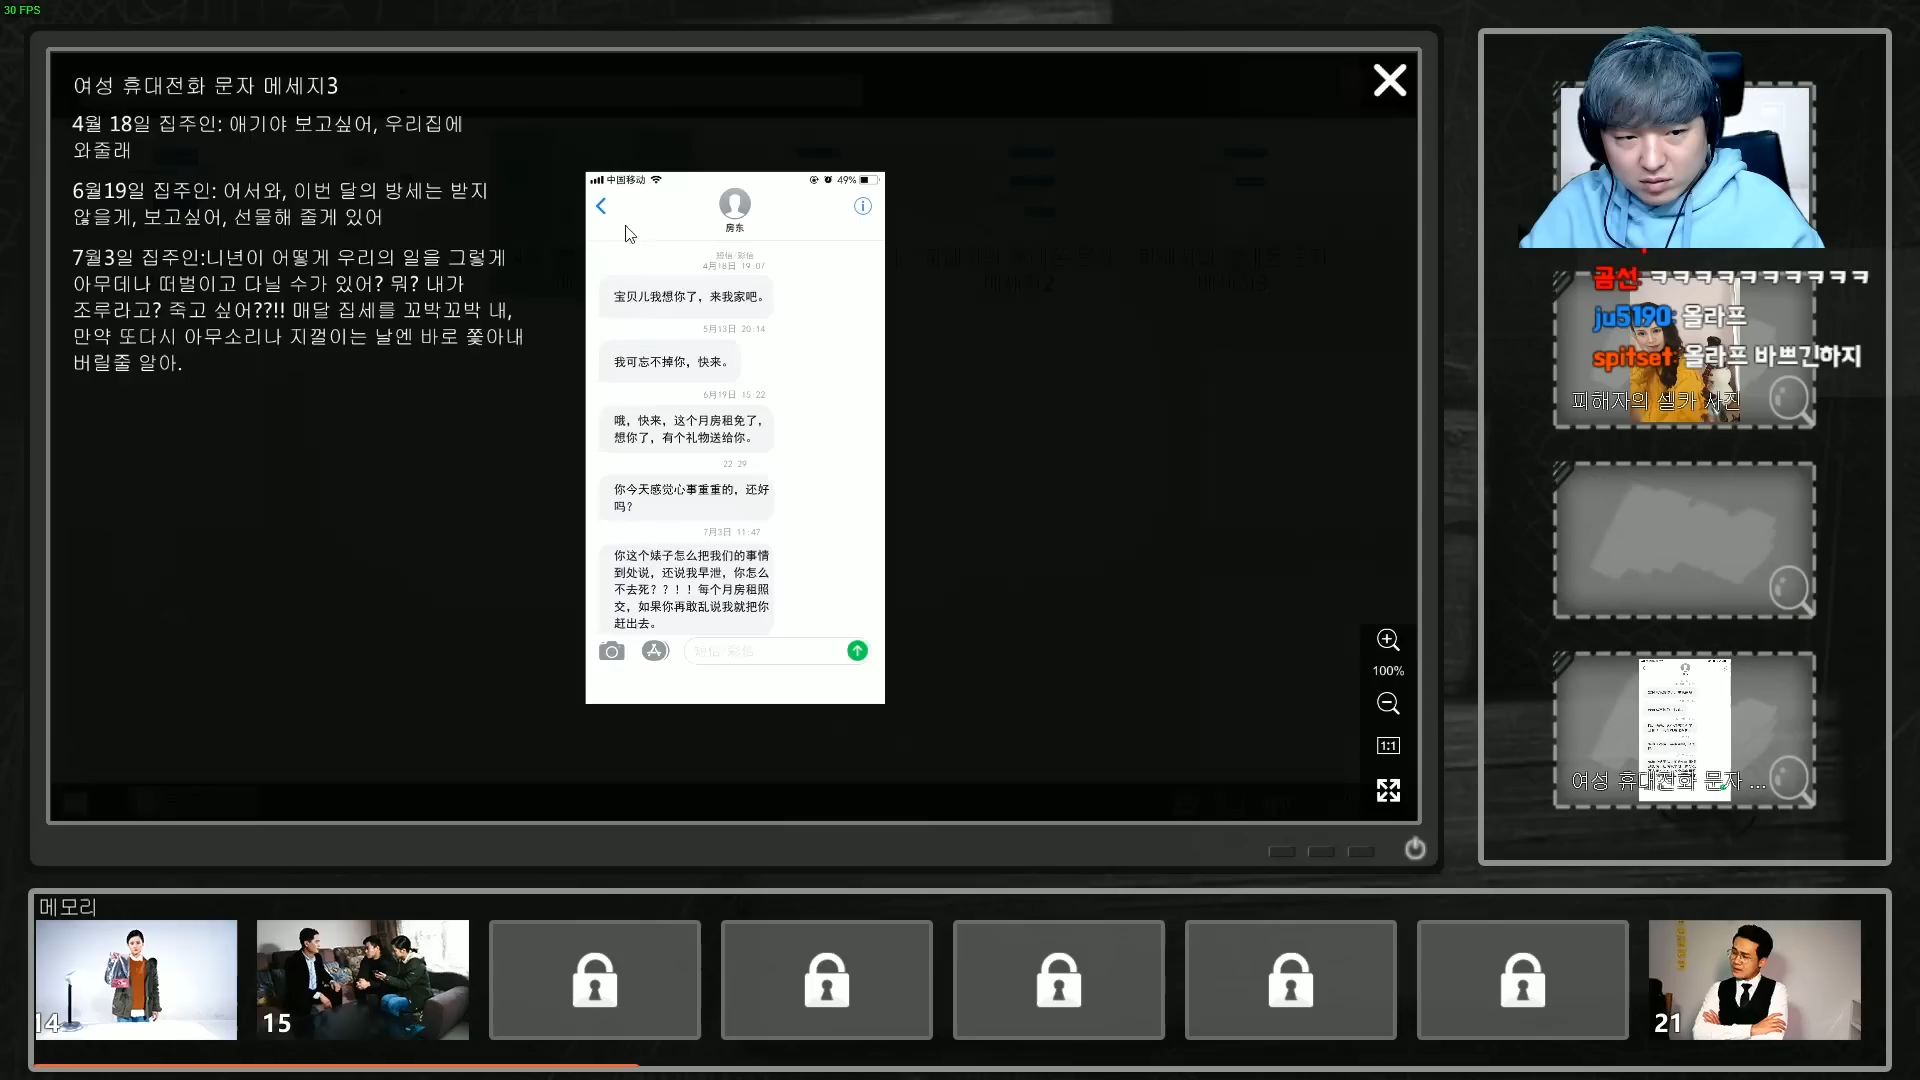 30 FPS
여성 휴대전화 문자 메세지3
4월 18일 집주인: 애기야 보고싶어, 우리집에
와줄래
6월19일 집주인: 어서와, 이번 달의 방세는 받지
않을게, 보고싶어, 선물해 줄게 있어
7월3일 집주인:니년이 어떻게 우리의 일을 그렇게
아무데나 떠벌이고 다닐 수가 있어? 뭐? 내가
조루라고? 죽고 싶어??!! 매달 집세를 꼬박꼬박 내,
만약 또다시 아무소리나 지껄이는 날엔 바로 쫓아내
버릴줄 알아.
中国移动
49%
房东
短信/彩信
4月18日 19:07
宝贝儿我想你了，来我家吧。
5月13日 20:14
我可忘不掉你，快来。
6月19日 15:22
哦，快来，这个月房租免了，
想你了，有个礼物送给你。
22:29
你今天感觉心事重重的，还好
吗？
7月3日 11:47
你这个婊子怎么把我们的事情
到处说，还说我早泄，你怎么
不去死？？！！每个月房租照
交，如果你再敢乱说我就把你
赶出去。
短信/彩信
100%
1:1
곰선: ㅋㅋㅋㅋㅋㅋㅋㅋㅋㅋ
ju5190: 올라프
spitset: 올라프 바쁘긴하지
피해자의 셀카 사진
여성 휴대전화 문자 ...
메모리
14
15
21